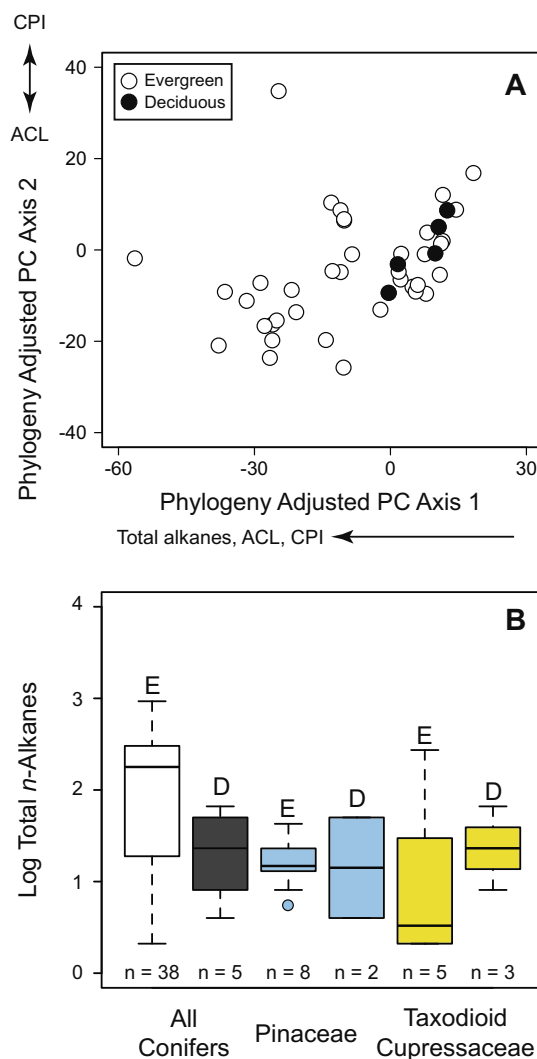 CPI
ACL
A
Evergreen
Deciduous
40
20
0
-20
-40
Phylogeny Adjusted PC Axis 2
-60
-30
0
30
Phylogeny Adjusted PC Axis 1
Total alkanes, ACL, CPI
B
4
3
2
1
0
Log Total n-Alkanes
E
D
E
D
E
D
n = 38
n = 5
n = 8
n = 2
n = 5
n = 3
All
Conifers
Pinaceae
Taxodioid
Cupressaceae